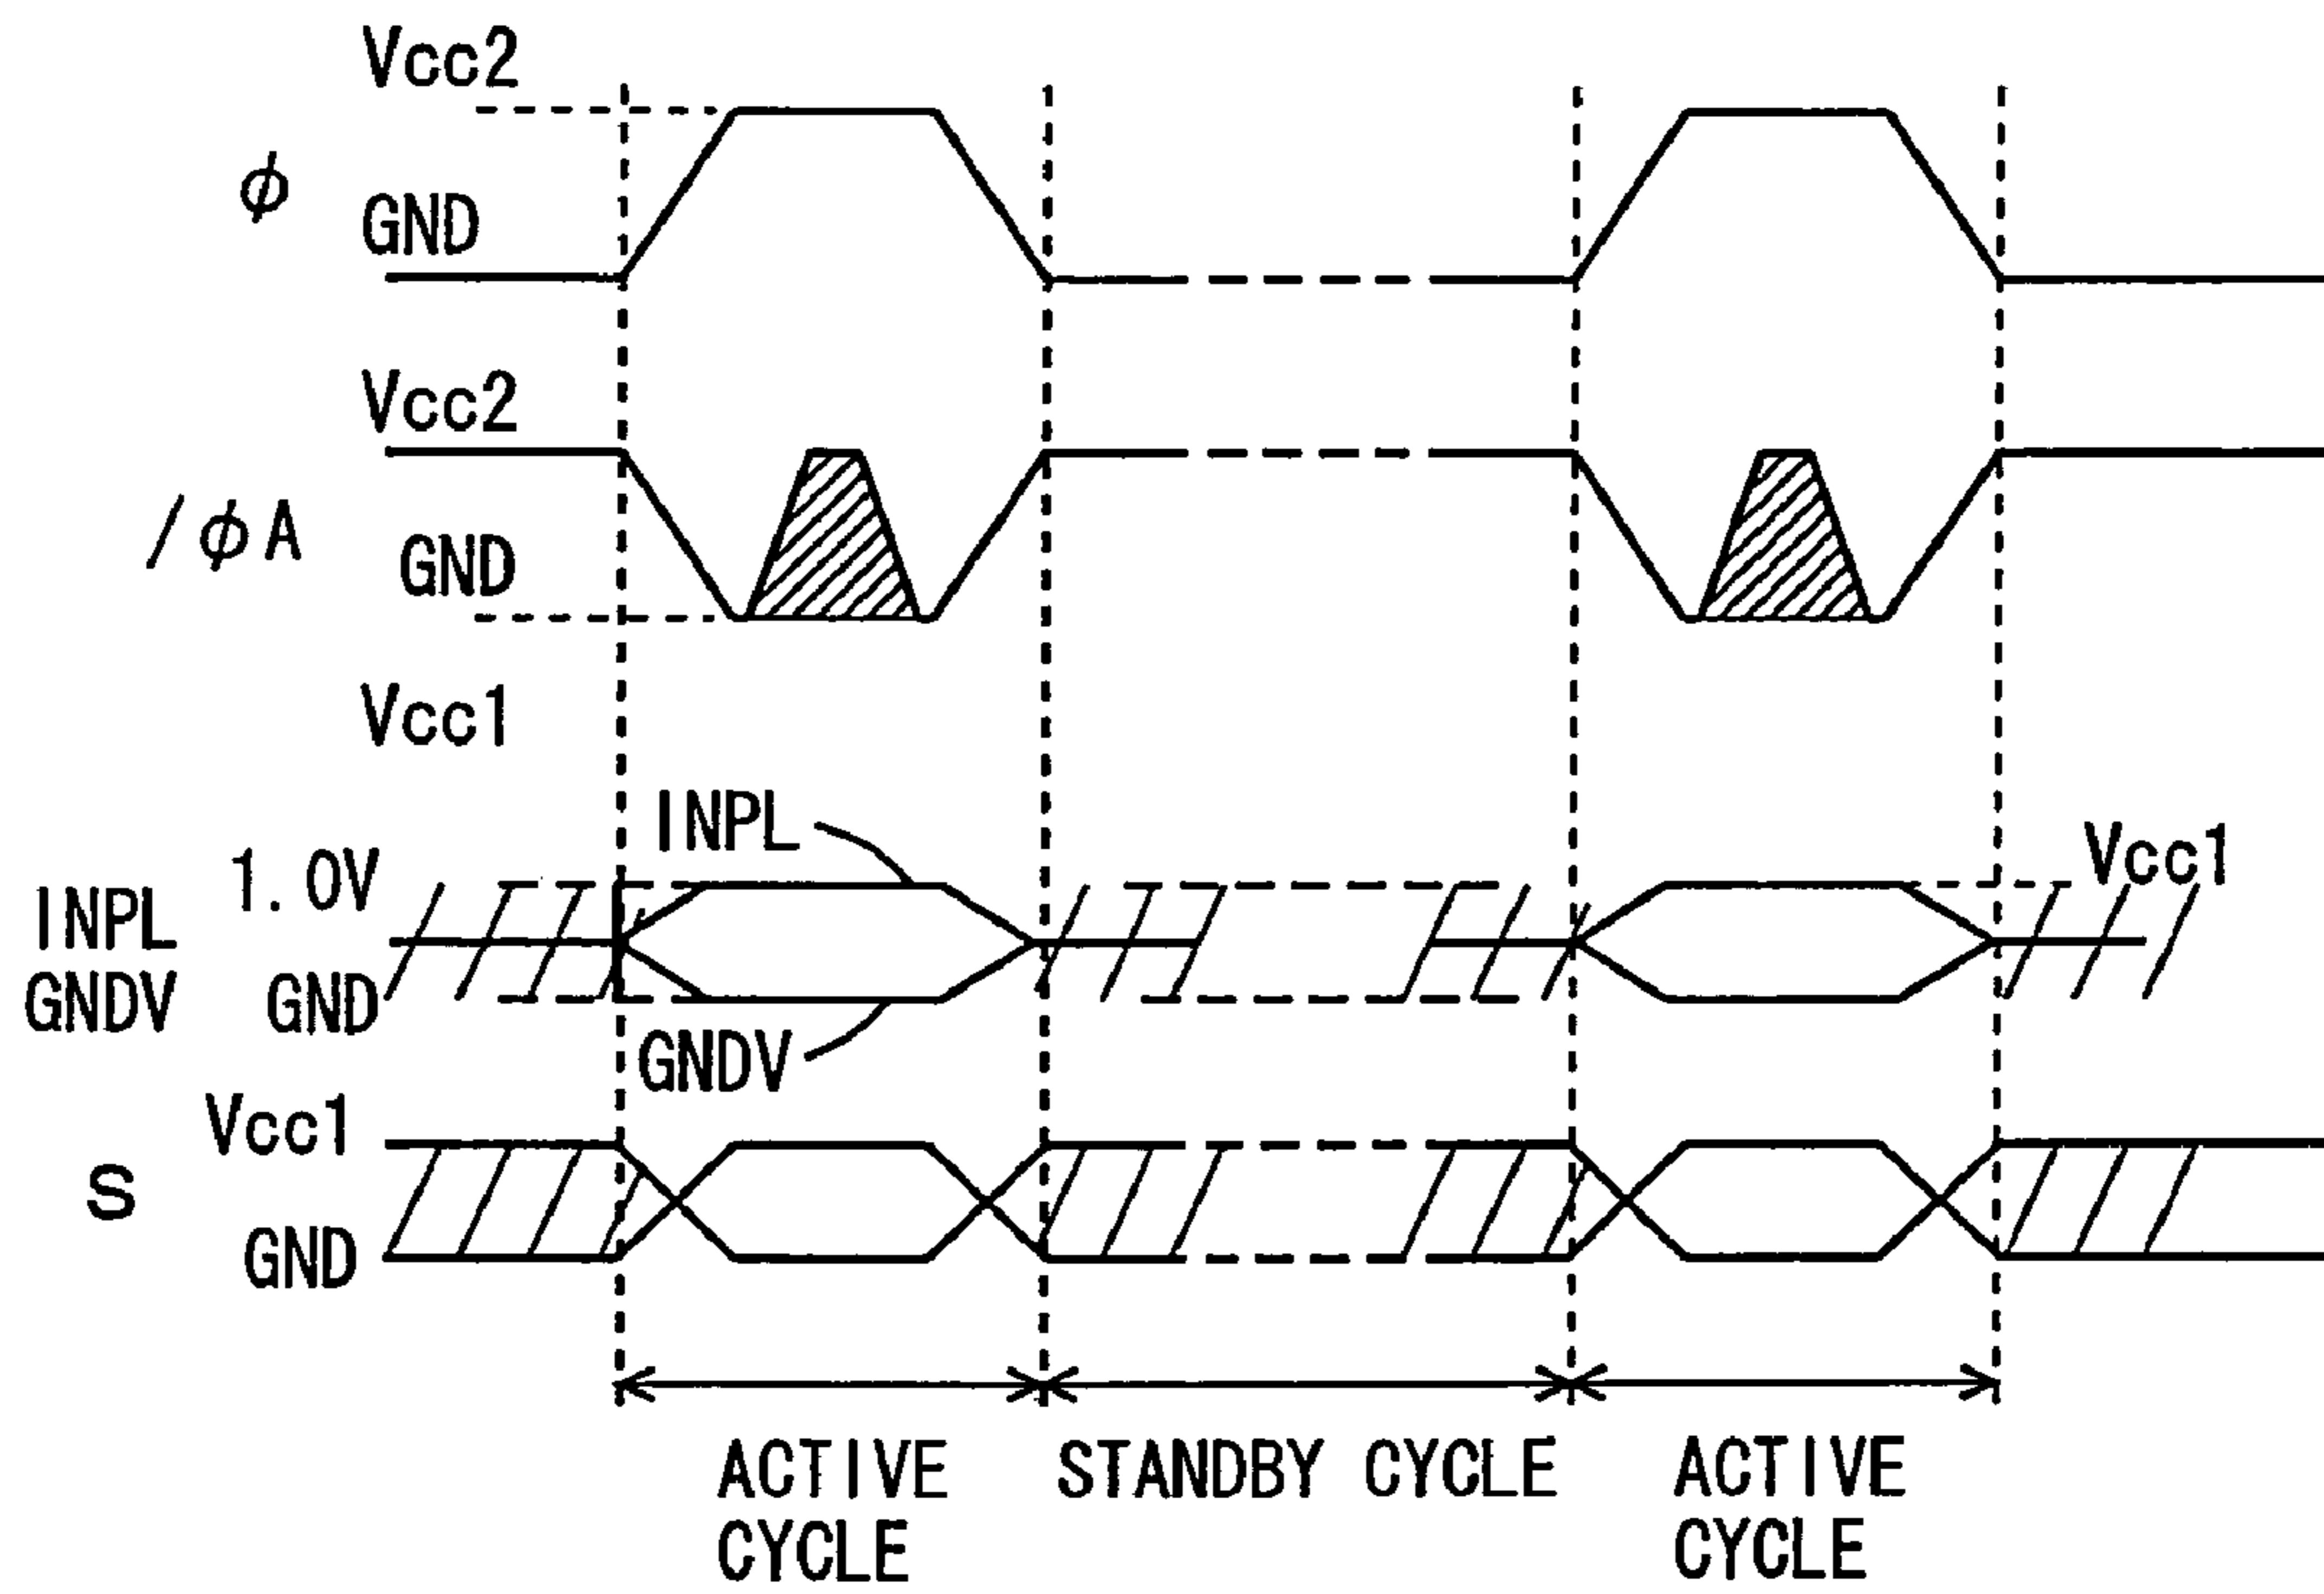 Vcc2
φ
GND
Vcc2
/φA
GND
Vcc1
INPL
Vcc1
1.0V
INPL
GNDV
GND
GNDV
Vcc1
S
GND
ACTIVE
CYCLE
STANDBY CYCLE
ACTIVE
CYCLE